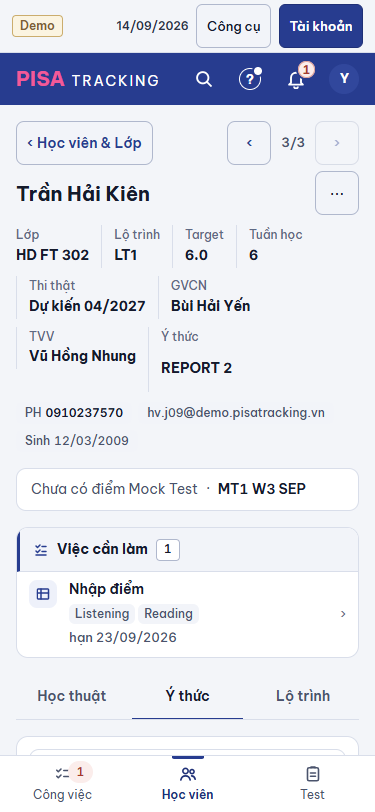 Demo 14/09/2026 Công cụ Tài khoản
PISA TRACKING ? 1 Y
‹ Học viên & Lớp ‹ 3/3 ›
Trần Hải Kiên ...
Lớp Lộ trình Target Tuần học
HD FT 302 LT1 6.0 6
Thi thật GVCN
Dự kiến 04/2027 Bùi Hải Yến
TVV Ý thức
Vũ Hồng Nhung REPORT 2
PH 0910237570 hv.j09@demo.pisatracking.vn
Sinh 12/03/2009
Chưa có điểm Mock Test · MT1 W3 SEP
Việc cần làm 1
Nhập điểm
Listening Reading ›
hạn 23/09/2026
Học thuật Ý thức Lộ trình
1
Công việc Học viên Test